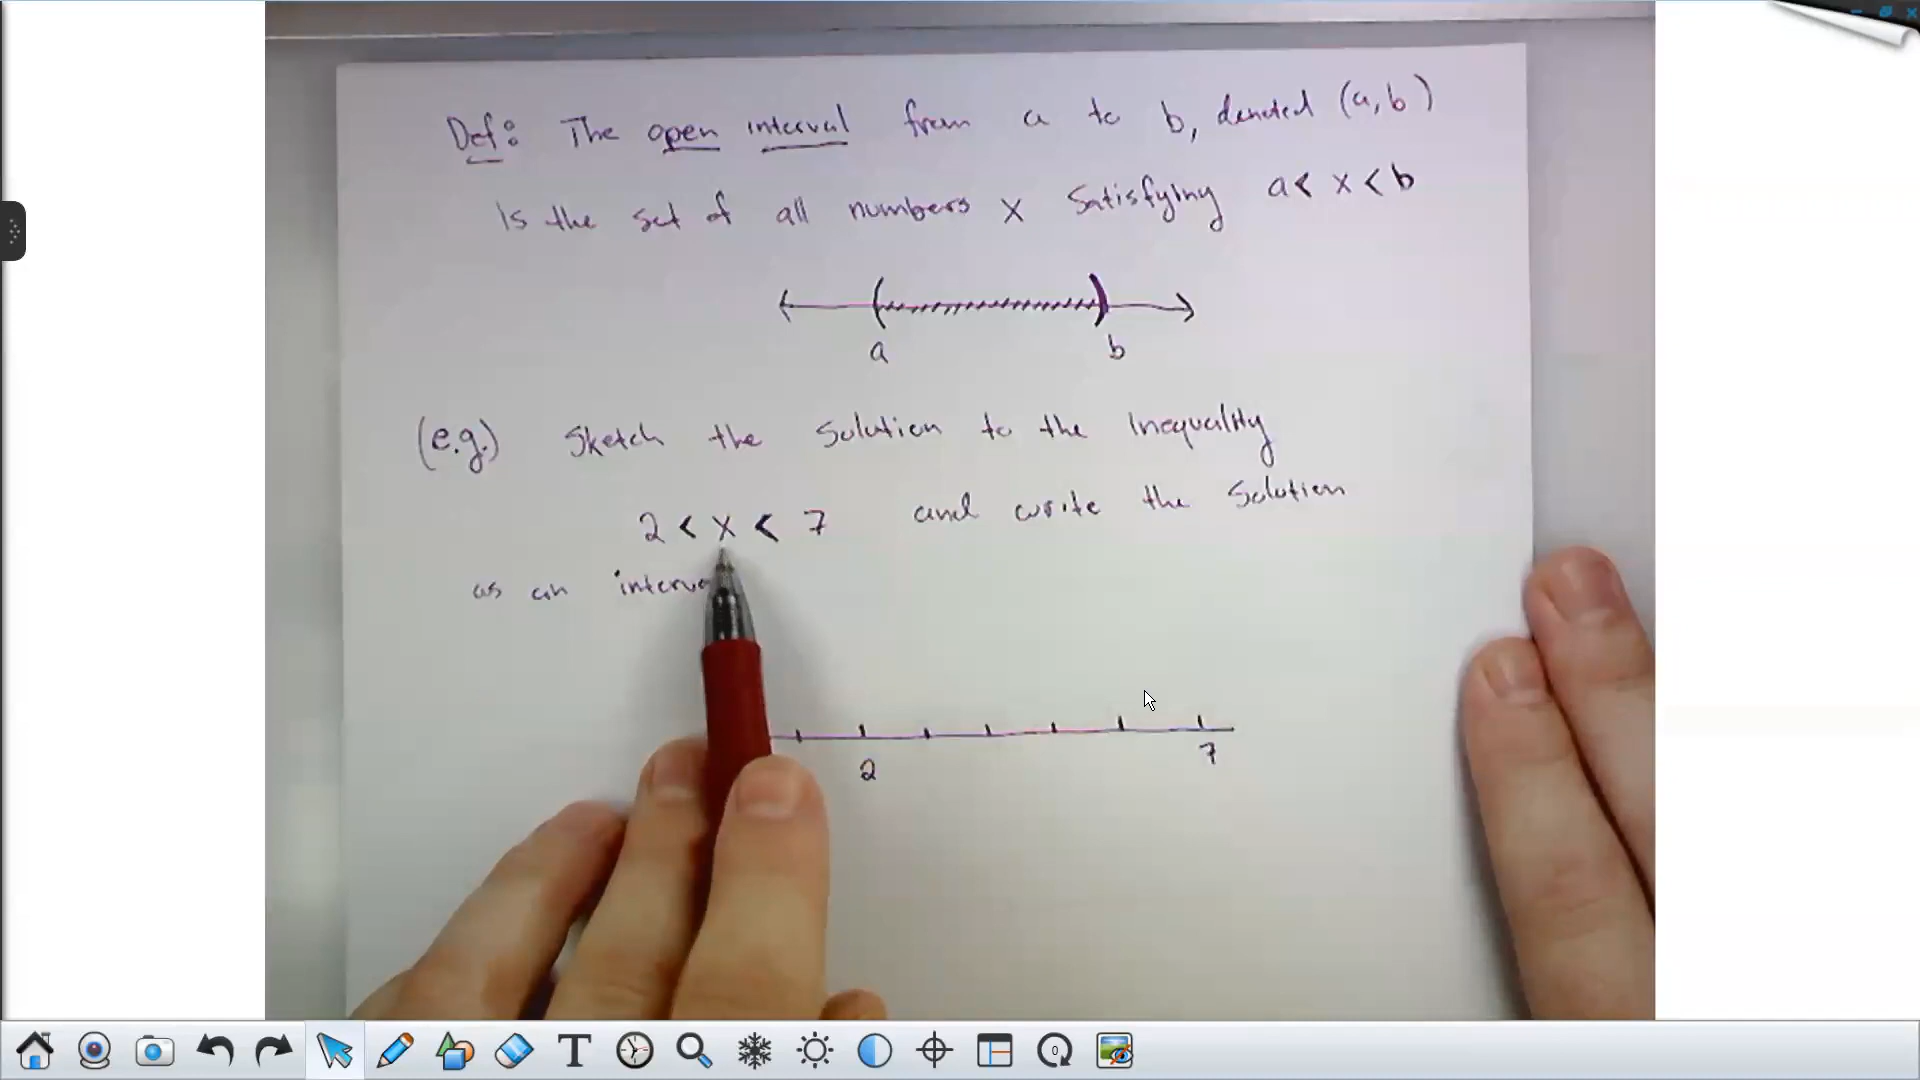 Def: The open interval from a to b, denoted (a,b)
is the set of all numbers x satisfying a < x < b
a b
(e.g.) Sketch the solution to the inequality
2 < x < 7 and write the solution
as an
2 7
T
0